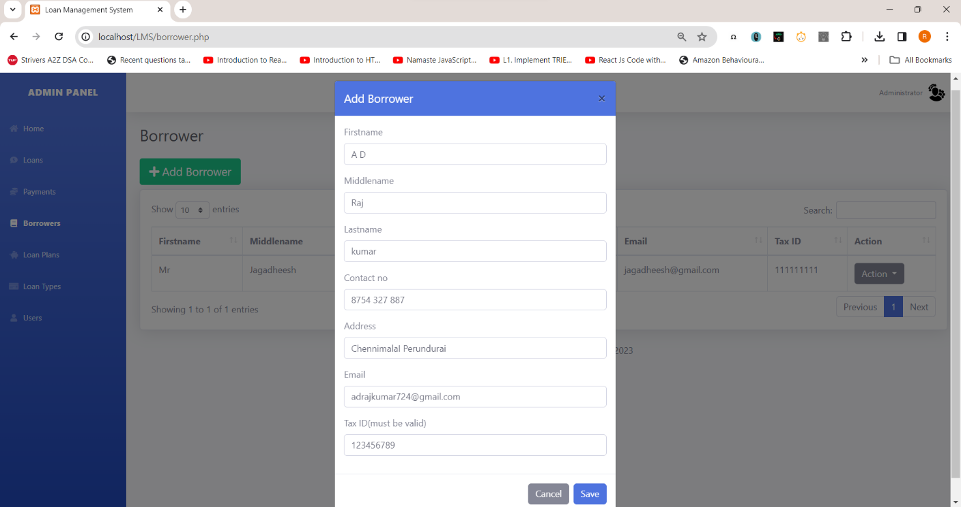 Loan Management System
localhost/LMS/borrower.php
Strivers A2Z DSA Co...
Recent questions ta...
Introduction to Rea...
Introduction to HT...
Namaste JavaScript...
L1. Implement TRIE...
React Js Code with...
Amazon Behavioura...
All Bookmarks
ADMIN PANEL
Home
Loans
Payments
Borrowers
Loan Plans
Loan Types
Users
Administrator
Borrower
Add Borrower
Show 10 entries
Search:
Firstname Middlename Email Tax ID Action
Mr Jagadheesh jagadheesh@gmail.com 111111111 Action
Showing 1 to 1 of 1 entries
Previous 1 Next
2023
Add Borrower
Firstname
A D
Middlename
Raj
Lastname
kumar
Contact no
8754 327 887
Address
Chennimalal Perundurai
Email
adrajkumar724@gmail.com
Tax ID(must be valid)
123456789
Cancel Save